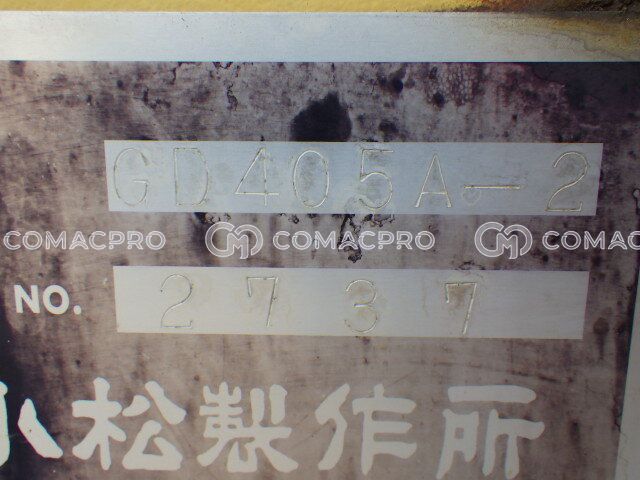 GD405A-2
COMACPRO COMACPRO COMAC
NO. 2737
小松製作所